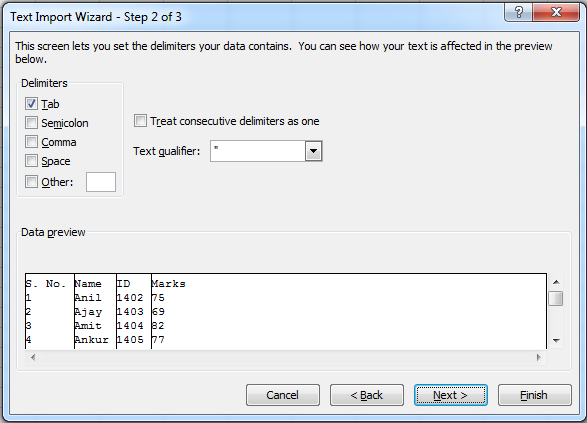 Text Import Wizard - Step 2 of 3
This screen lets you set the delimiters your data contains. You can see how your text is affected in the preview
below.
Delimiters
Tab
Semicolon
Comma
Space
Other:
Treat consecutive delimiters as one
Text qualifier: "
Data preview
S. No. Name ID Marks
1 Anil 1402 75
2 Ajay 1403 69
3 Amit 1404 82
4 Ankur 1405 77
Cancel < Back Next > Finish